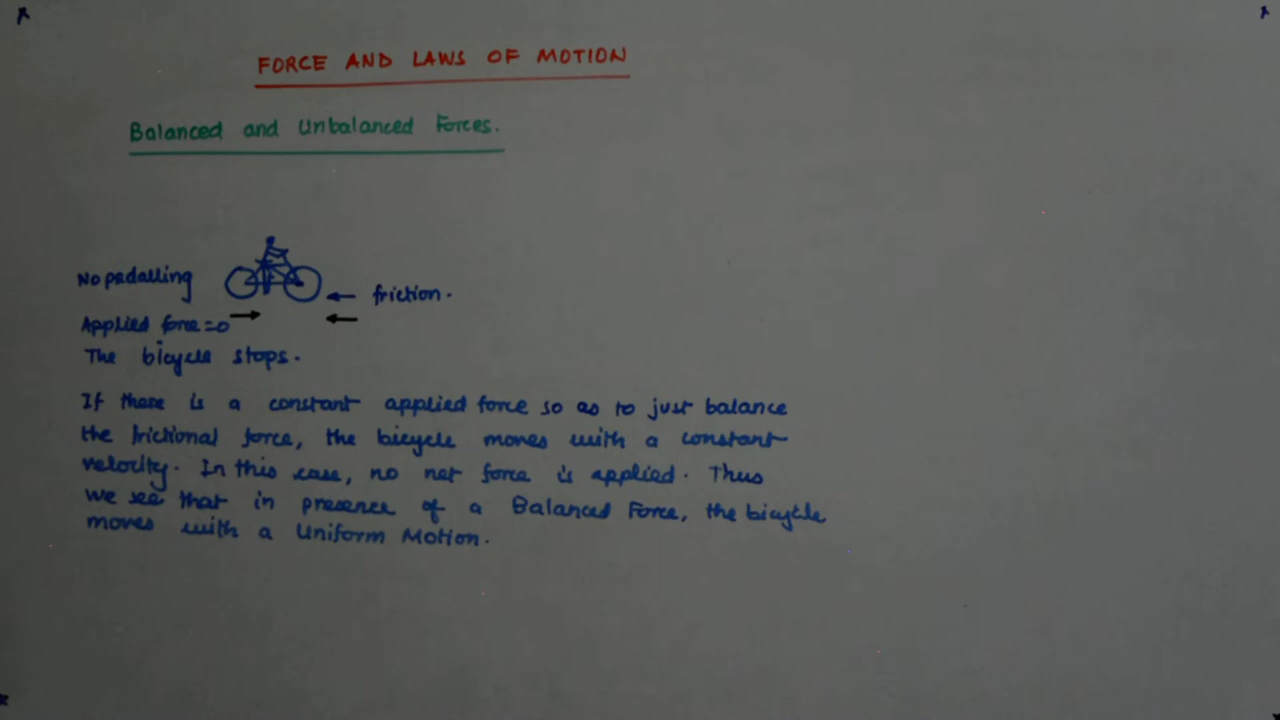 FORCE AND LAWS OF MOTION
Balanced and Unbalanced Forces.
No pedalling
friction.
Applied force = 0
The bicycle stops.
If there is a constant applied force so as to just balance
the frictional force, the bicycle moves with a constant
velocity. In this case, no net force is applied. Thus
we see that in presence of a Balanced Force, the bicycle
moves with a Uniform Motion.